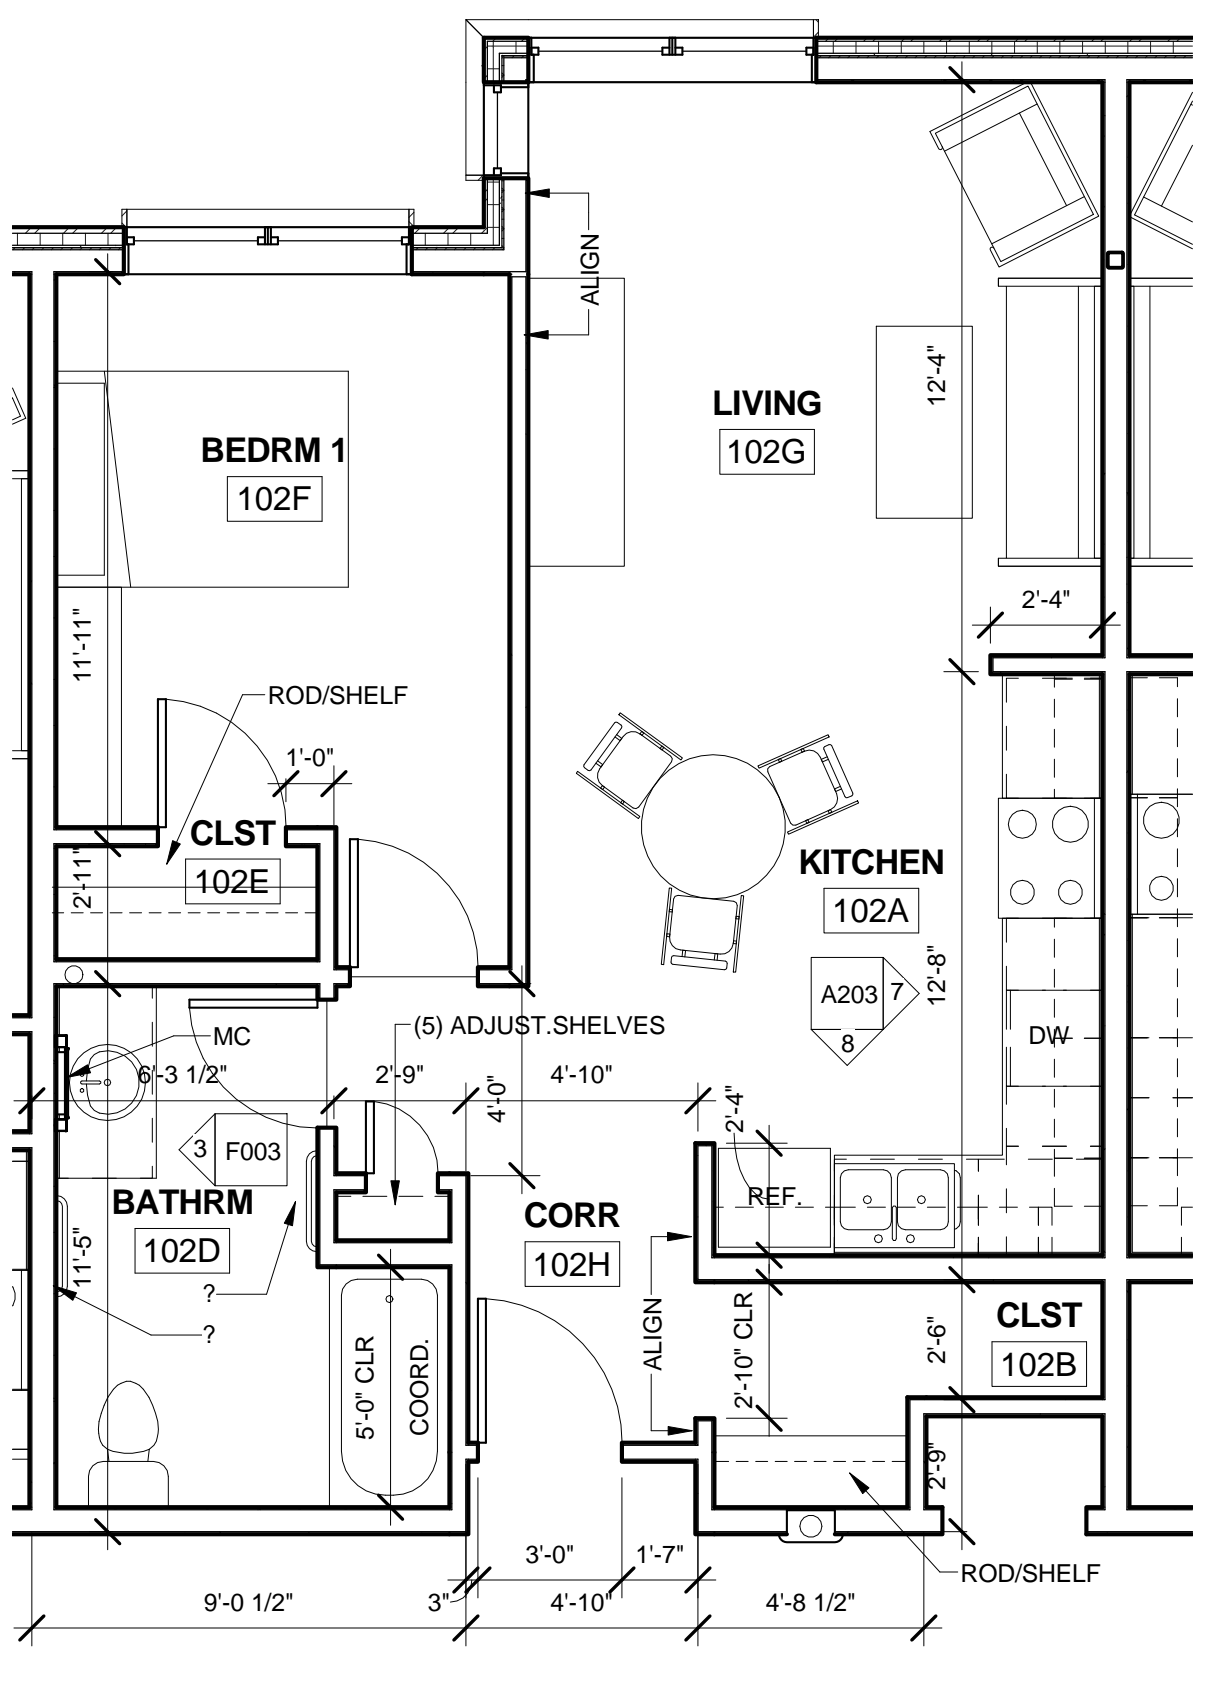 ALIGN
LIVING
102G
12'-4"
BEDRM 1
102F
2'-4"
11'-11"
ROD/SHELF
1'-0"
CLST
102E
2'-11"
KITCHEN
102A
A203
7
8
12'-8"
DW
(5) ADJUST.SHELVES
MC
6'-3 1/2"
2'-9"
4'-0"
4'-10"
2'-4"
3
F003
REF.
BATHRM
102D
11'-5"
?
?
CORR
102H
ALIGN
2'-10" CLR
2'-6"
CLST
102B
5'-0" CLR
COORD.
2'-9"
ROD/SHELF
3'-0"
1'-7"
9'-0 1/2"
3"
4'-10"
4'-8 1/2"